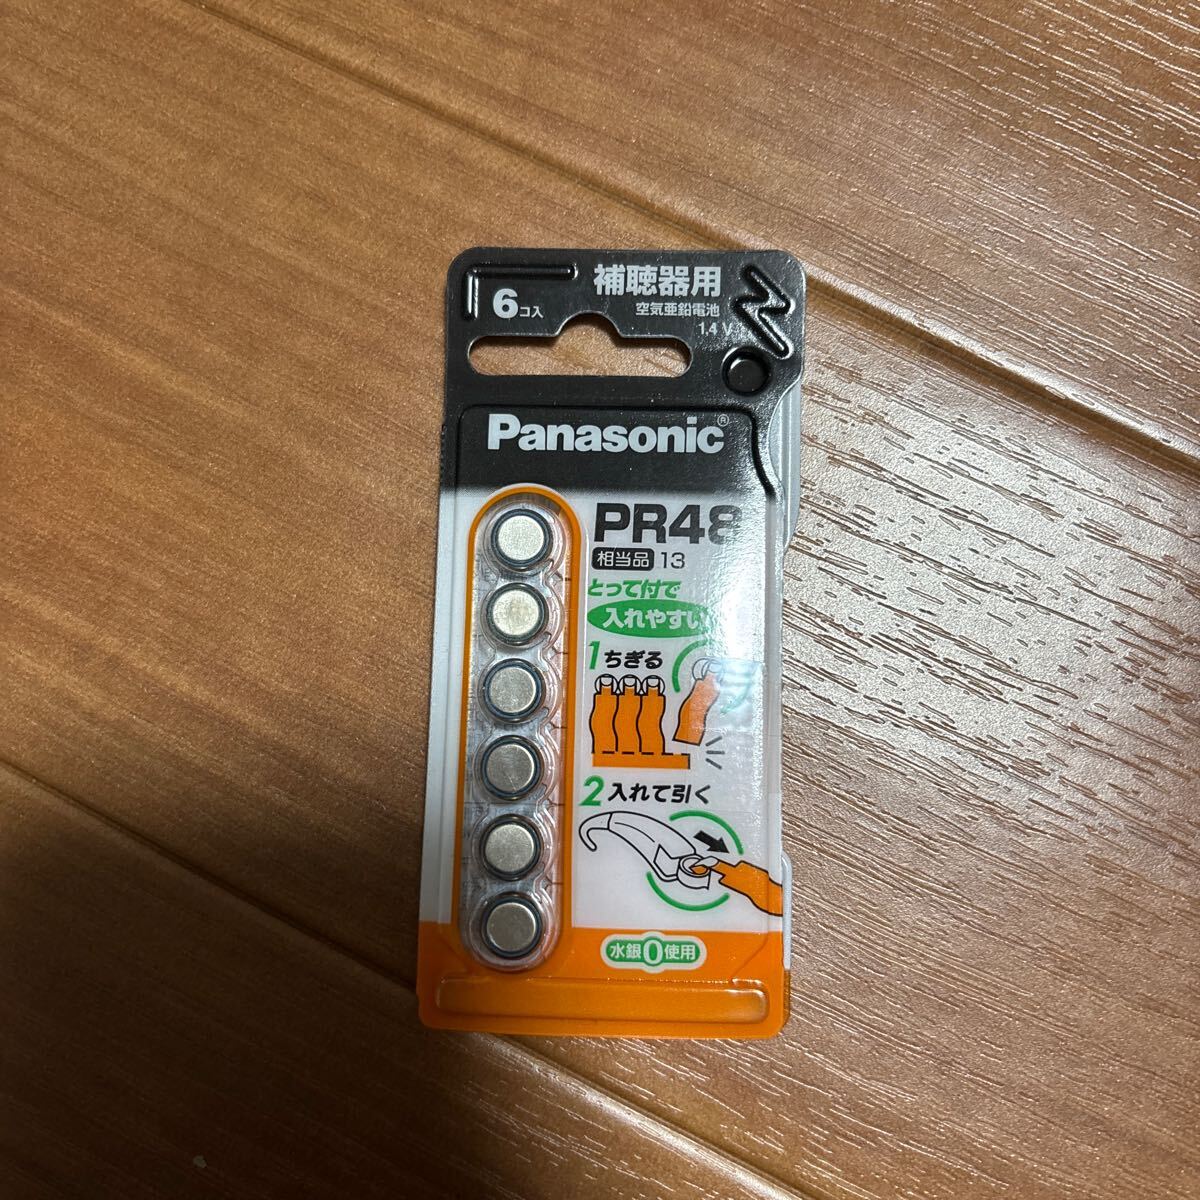 補聴器用
6コ入
空気亜鉛電池
1.4 V
Panasonic®
PR48
相当品 13
とって付で
入れやすい
1 ちぎる
2 入れて引く
水銀0使用